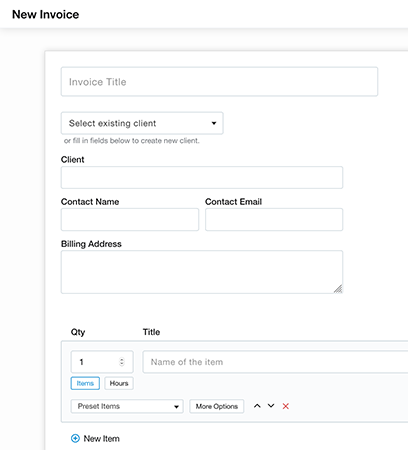 New Invoice
Invoice Title
Select existing client
or fill in fields below to create new client.
Client
Contact Name Contact Email
Billing Address
Qty Title
1 Name of the item
Items Hours
Preset Items More Options
New Item